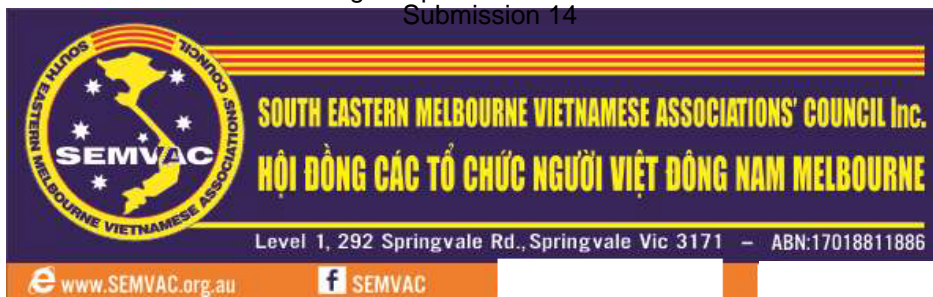 Submission 14
SOUTH EASTERN MELBOURNE VIETNAMESE ASSOCIATIONS' COUNCIL
SEMVAC
SOUTH EASTERN MELBOURNE VIETNAMESE ASSOCIATIONS' COUNCIL Inc.
HỘI ĐỒNG CÁC TỔ CHỨC NGƯỜI VIỆT ĐÔNG NAM MELBOURNE
Level 1, 292 Springvale Rd., Springvale Vic 3171 – ABN:17018811886
www.SEMVAC.org.au f SEMVAC